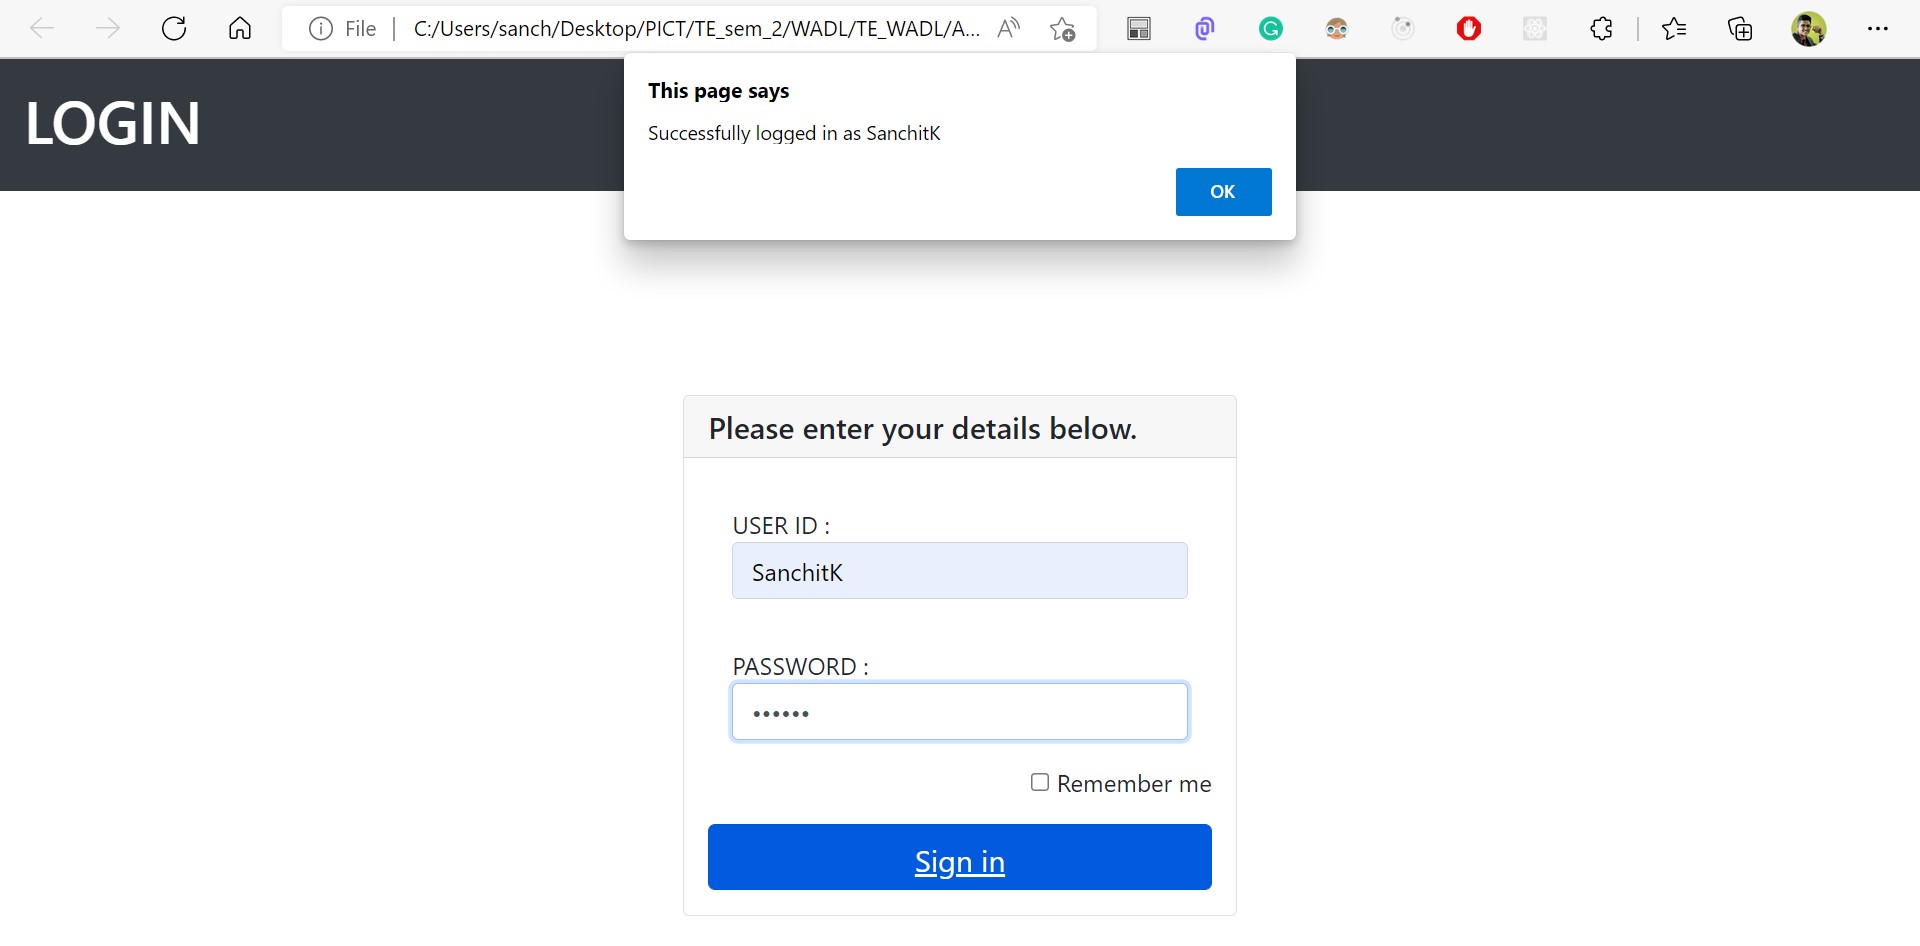 File | C:/Users/sanch/Desktop/PICT/TE_sem_2/WADL/TE_WADL/A...
LOGIN
This page says
Successfully logged in as SanchitK
OK
Please enter your details below.
USER ID :
SanchitK
PASSWORD :
••••••
Remember me
Sign in